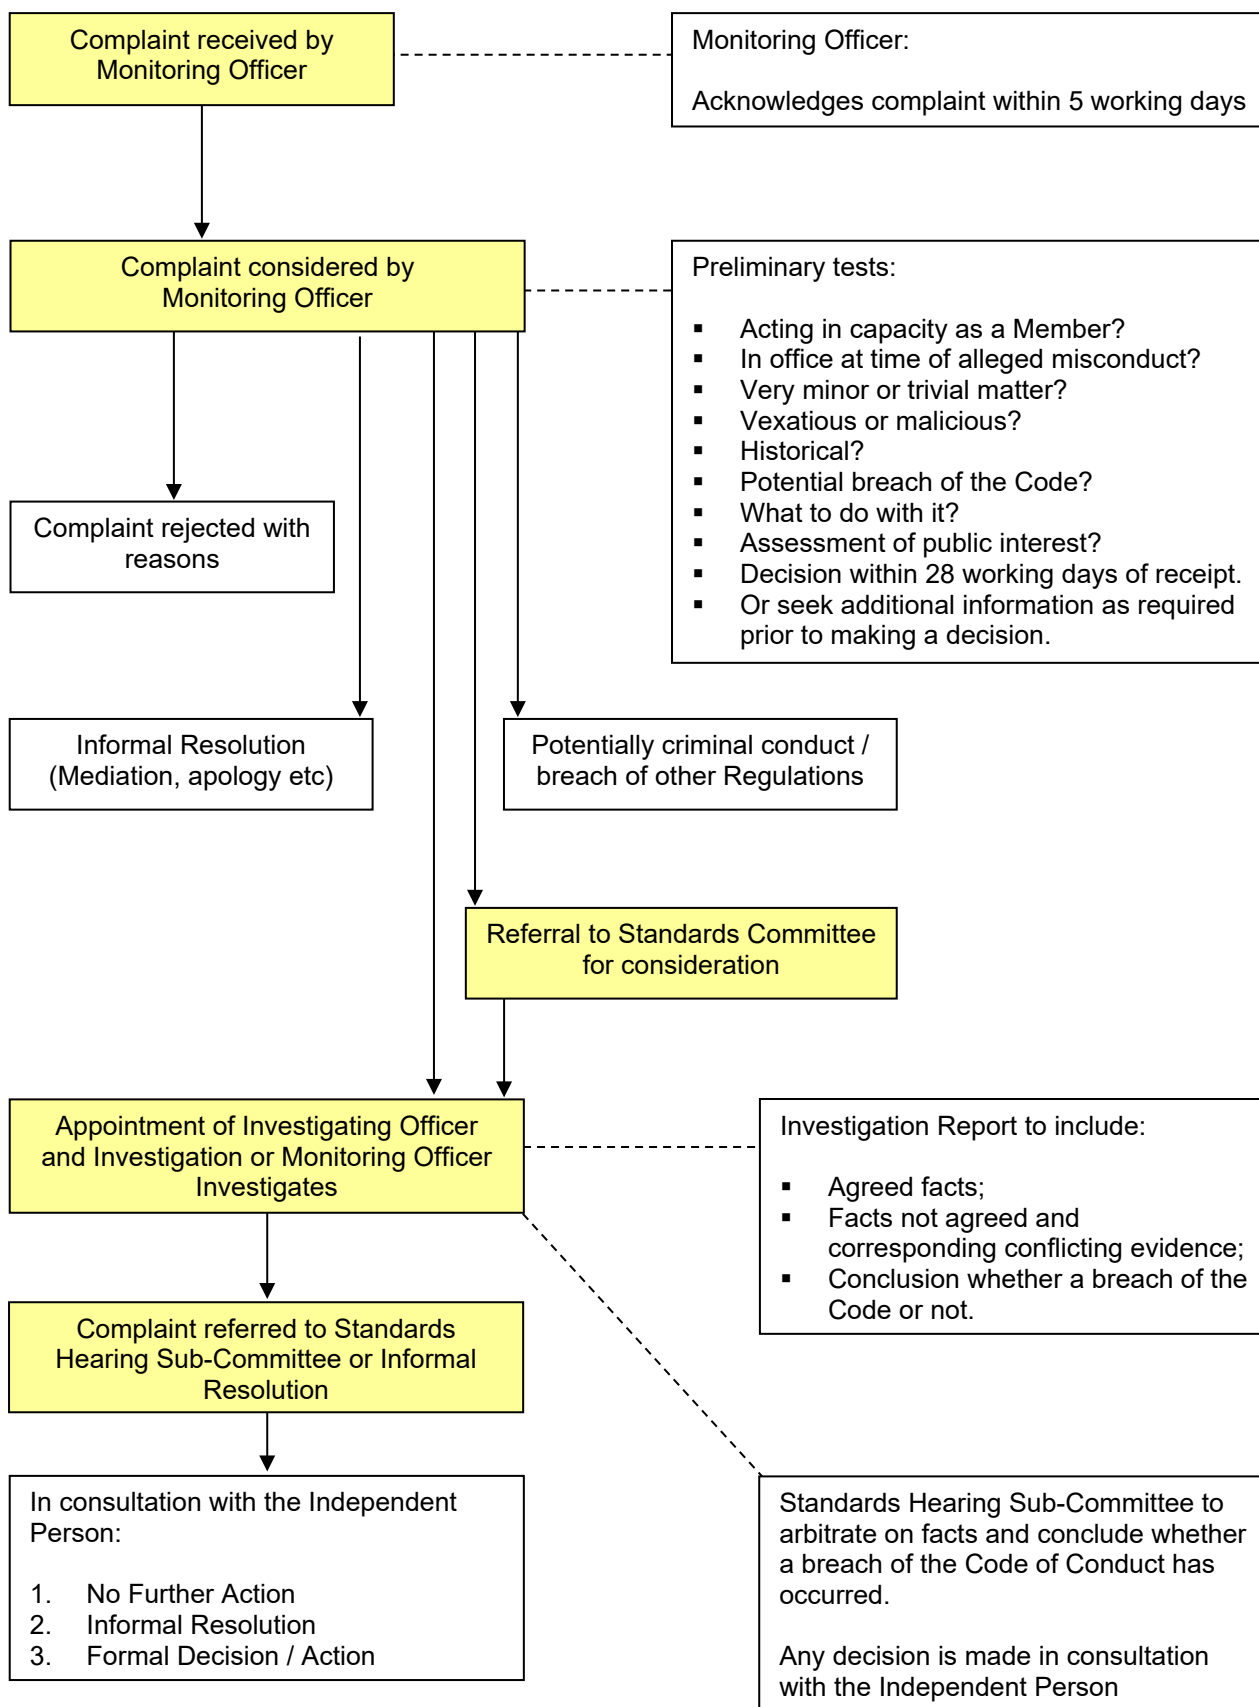 Complaint received by
Monitoring Officer
Monitoring Officer:
Acknowledges complaint within 5 working days
Complaint considered by
Monitoring Officer
Preliminary tests:
▪ Acting in capacity as a Member?
▪ In office at time of alleged misconduct?
▪ Very minor or trivial matter?
▪ Vexatious or malicious?
▪ Historical?
▪ Potential breach of the Code?
▪ What to do with it?
▪ Assessment of public interest?
▪ Decision within 28 working days of receipt.
▪ Or seek additional information as required
prior to making a decision.
Complaint rejected with
reasons
Informal Resolution
(Mediation, apology etc)
Potentially criminal conduct /
breach of other Regulations
Referral to Standards Committee
for consideration
Appointment of Investigating Officer
and Investigation or Monitoring Officer
Investigates
Investigation Report to include:
▪ Agreed facts;
▪ Facts not agreed and
corresponding conflicting evidence;
▪ Conclusion whether a breach of the
Code or not.
Complaint referred to Standards
Hearing Sub-Committee or Informal
Resolution
In consultation with the Independent
Person:
1. No Further Action
2. Informal Resolution
3. Formal Decision / Action
Standards Hearing Sub-Committee to
arbitrate on facts and conclude whether
a breach of the Code of Conduct has
occurred.
Any decision is made in consultation
with the Independent Person